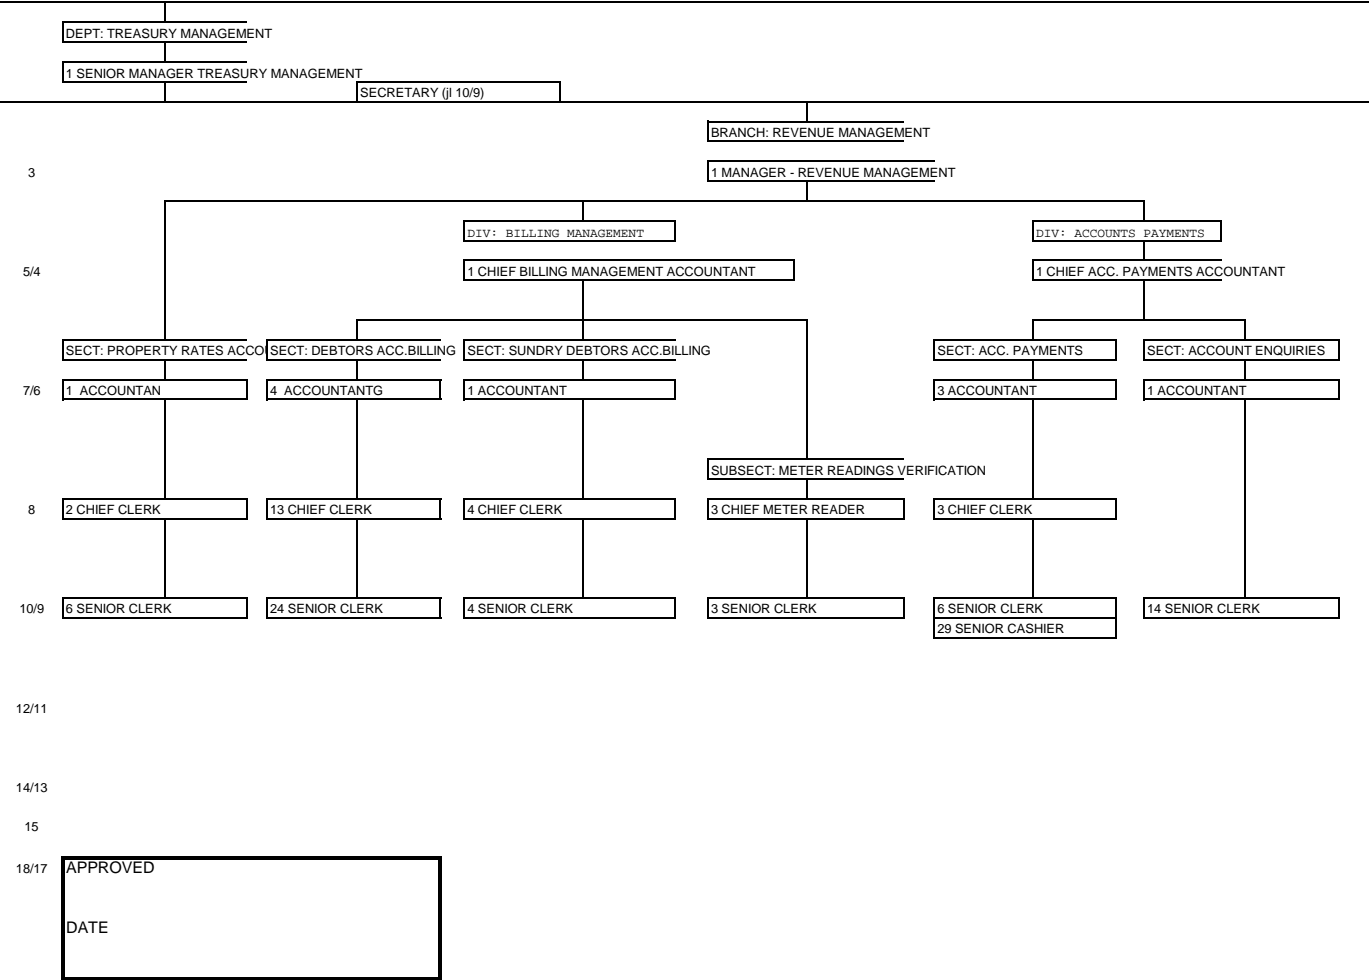 DEPT: TREASURY MANAGEMENT
1 SENIOR MANAGER TREASURY MANAGEMENT
SECRETARY (jl 10/9)
BRANCH: REVENUE MANAGEMENT
3 1 MANAGER - REVENUE MANAGEMENT
DIV: BILLING MANAGEMENT DIV: ACCOUNTS PAYMENTS
5/4 1 CHIEF BILLING MANAGEMENT ACCOUNTANT 1 CHIEF ACC. PAYMENTS ACCOUNTANT
SECT: PROPERTY RATES ACCO SECT: DEBTORS ACC.BILLING SECT: SUNDRY DEBTORS ACC.BILLING SECT: ACC. PAYMENTS SECT: ACCOUNT ENQUIRIES
7/6 1 ACCOUNTAN 4 ACCOUNTANTG 1 ACCOUNTANT 3 ACCOUNTANT 1 ACCOUNTANT
SUBSECT: METER READINGS VERIFICATION
8 2 CHIEF CLERK 13 CHIEF CLERK 4 CHIEF CLERK 3 CHIEF METER READER 3 CHIEF CLERK
10/9 6 SENIOR CLERK 24 SENIOR CLERK 4 SENIOR CLERK 3 SENIOR CLERK 6 SENIOR CLERK 14 SENIOR CLERK
29 SENIOR CASHIER
12/11
14/13
15
18/17 APPROVED
DATE